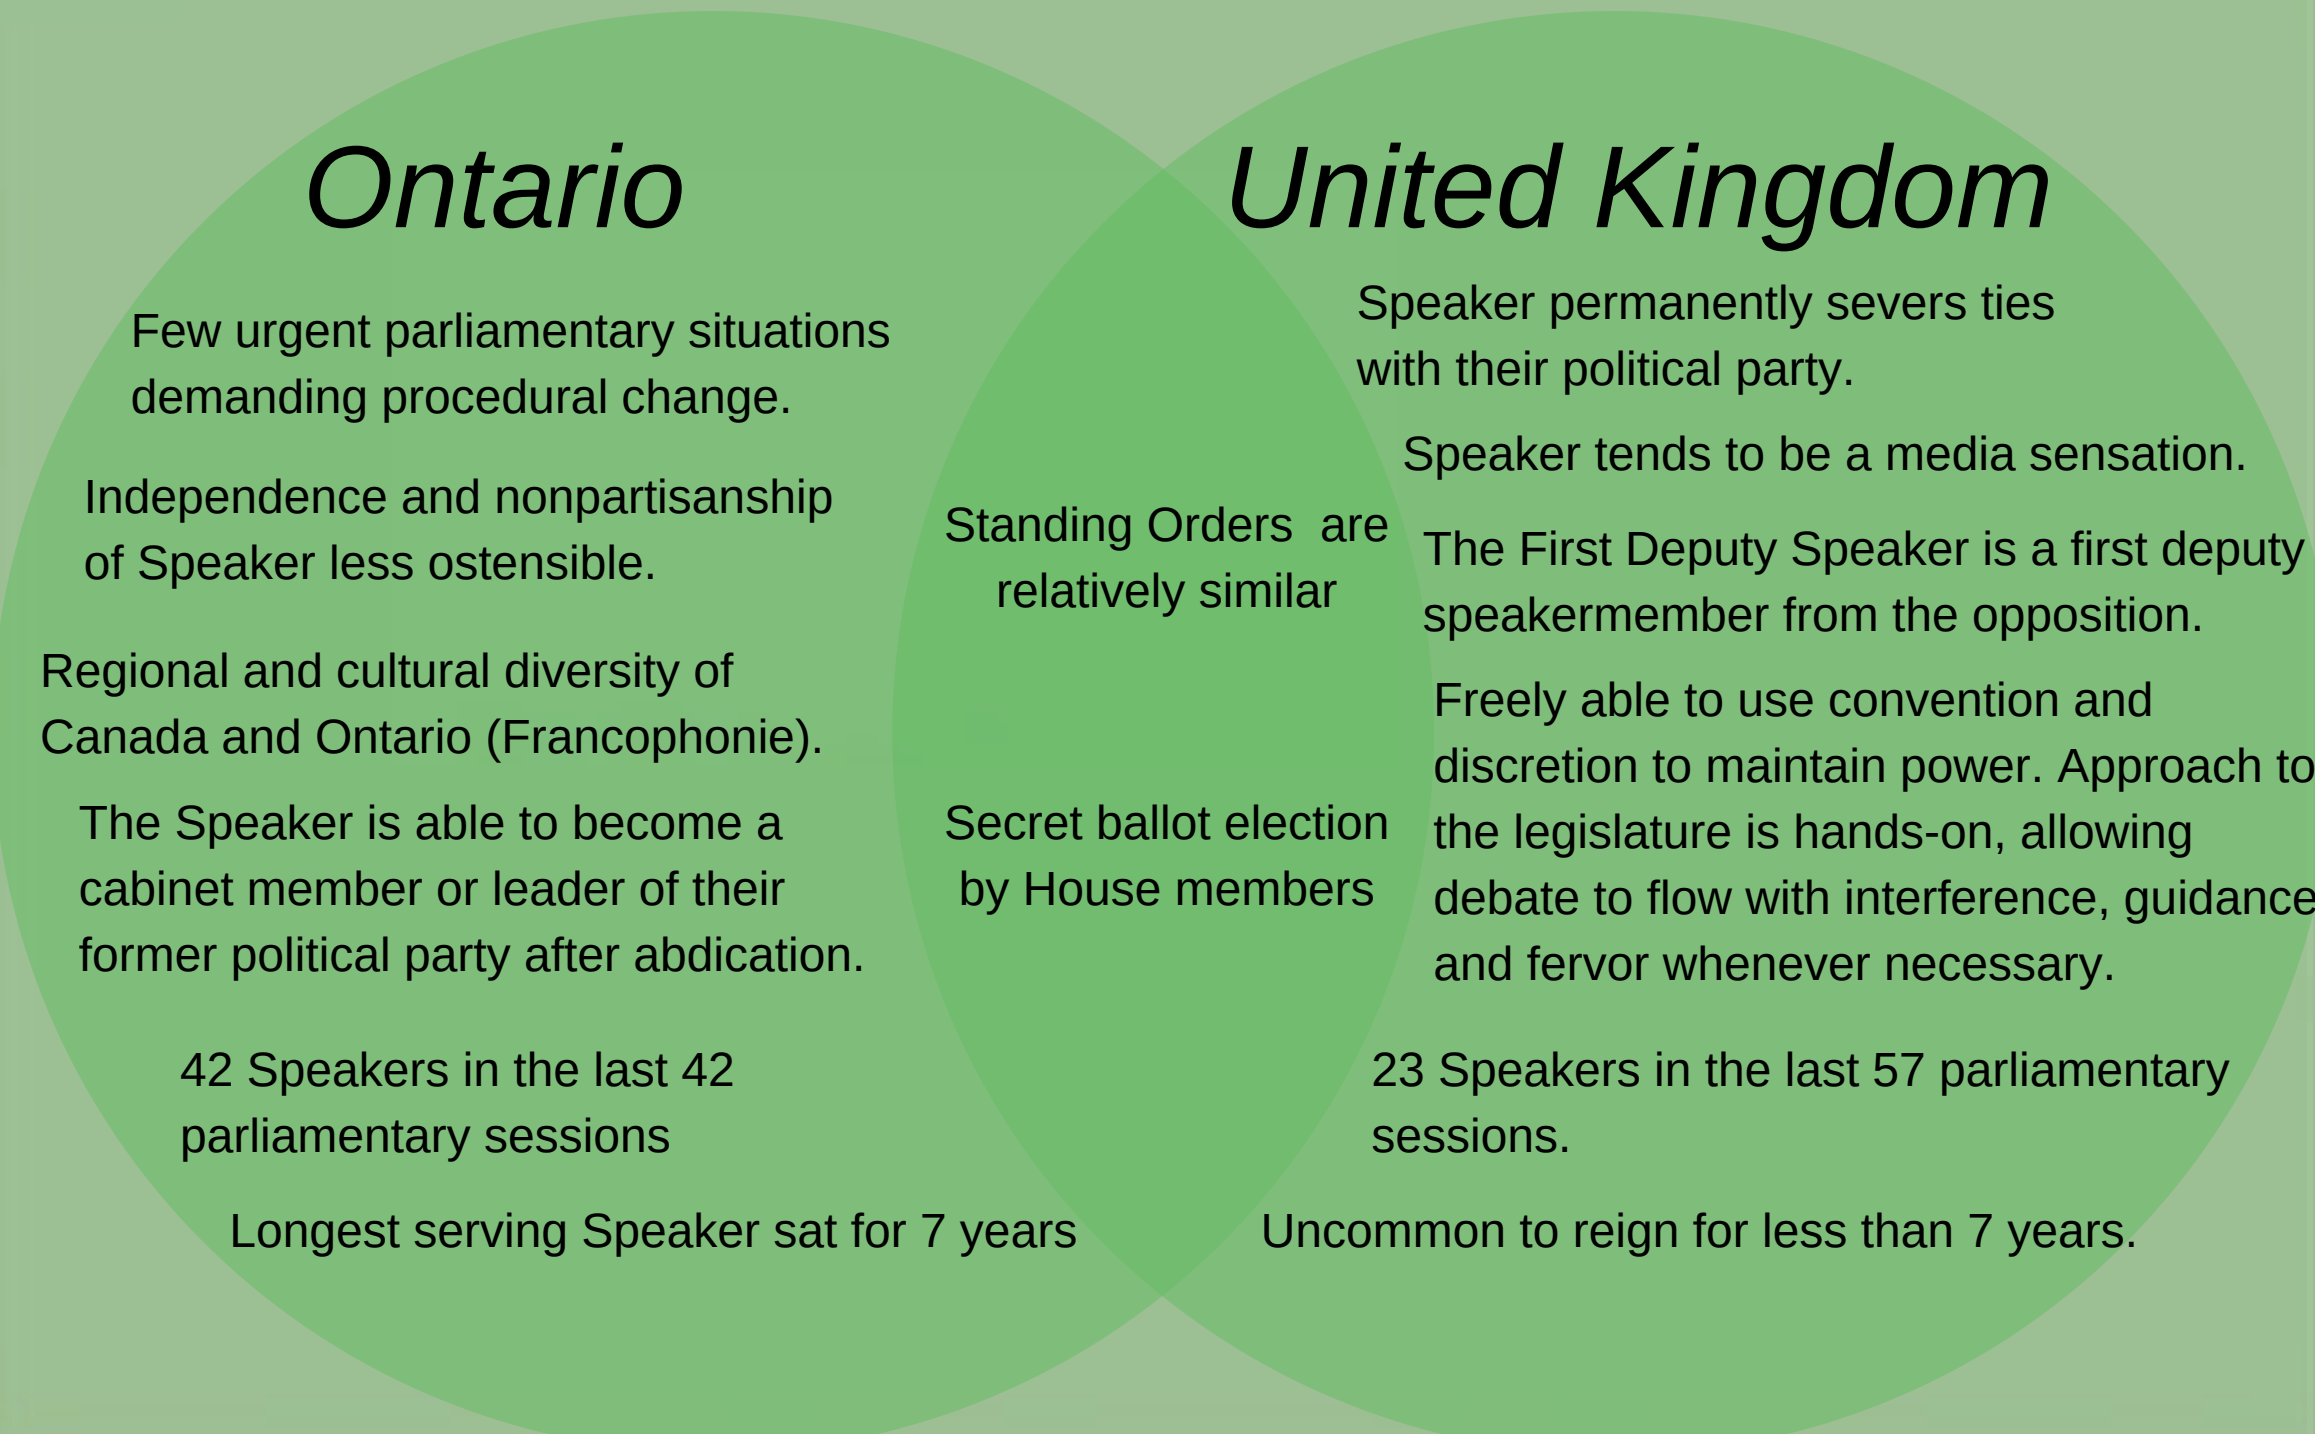 Ontario
Few urgent parliamentary situations
demanding procedural change.
Independence and nonpartisanship
of Speaker less ostensible.
Regional and cultural diversity of
Canada and Ontario (Francophonie).
The Speaker is able to become a
cabinet member or leader of their
former political party after abdication.
42 Speakers in the last 42
parliamentary sessions
Longest serving Speaker sat for 7 years
Standing Orders  are
relatively similar
Secret ballot election
by House members
United Kingdom
Speaker permanently severs ties
with their political party.
Speaker tends to be a media sensation.
The First Deputy Speaker is a first deputy
speakermember from the opposition.
Freely able to use convention and
discretion to maintain power. Approach to
the legislature is hands-on, allowing
debate to flow with interference, guidance
and fervor whenever necessary.
23 Speakers in the last 57 parliamentary
sessions.
Uncommon to reign for less than 7 years.